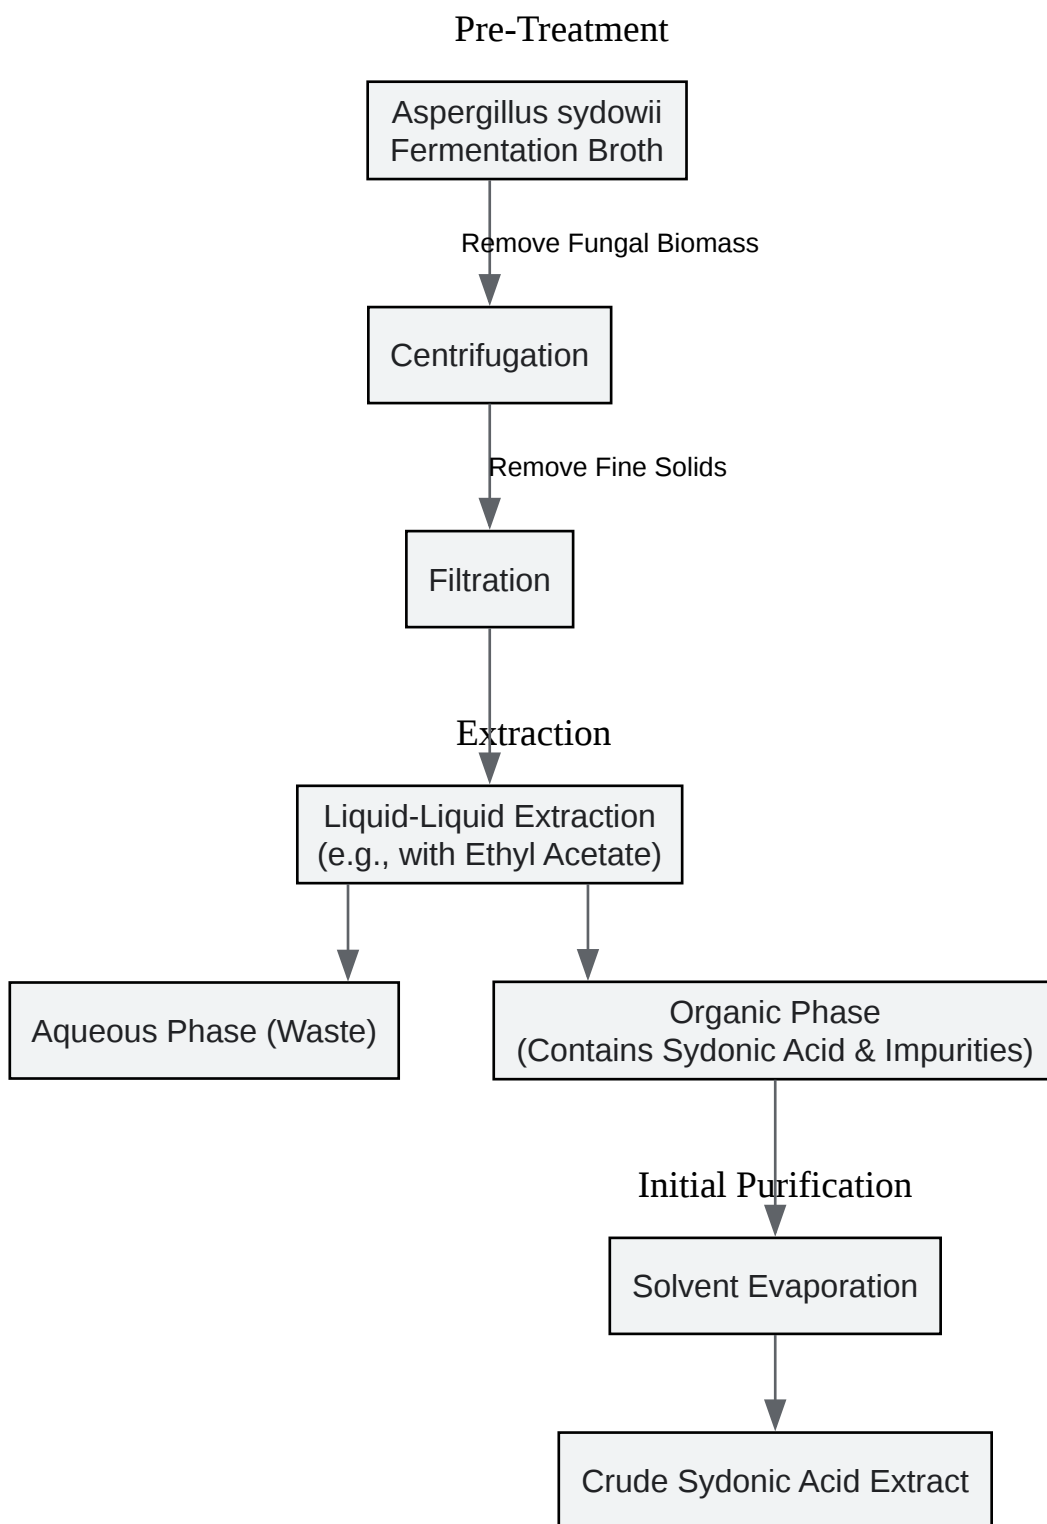 Pre-Treatment
Aspergillus sydowii
Fermentation Broth
Remove Fungal Biomass
Centrifugation
Remove Fine Solids
Filtration
Extraction
Liquid-Liquid Extraction
(e.g., with Ethyl Acetate)
Aqueous Phase (Waste)
Organic Phase
(Contains Sydonic Acid & Impurities)
Initial Purification
Solvent Evaporation
Crude Sydonic Acid Extract